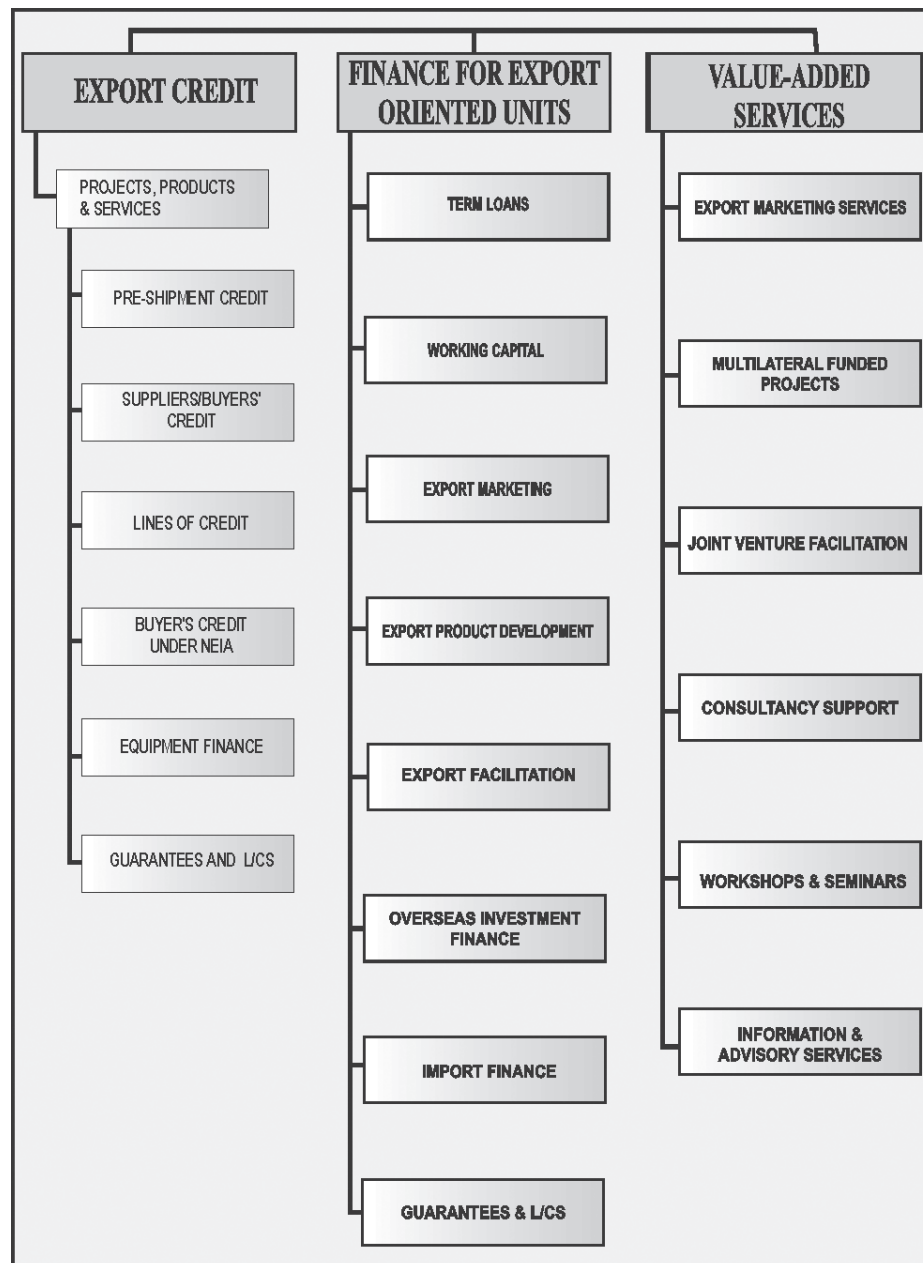 EXPORT CREDIT
PROJECTS, PRODUCTS
& SERVICES
PRE-SHIPMENT CREDIT
SUPPLIERS/BUYERS'
CREDIT
LINES OF CREDIT
BUYER'S CREDIT
UNDER NEIA
EQUIPMENT FINANCE
GUARANTEES AND L/CS
FINANCE FOR EXPORT
ORIENTED UNITS
TERM LOANS
WORKING CAPITAL
EXPORT MARKETING
EXPORT PRODUCT DEVELOPMENT
EXPORT FACILITATION
OVERSEAS INVESTMENT
FINANCE
IMPORT FINANCE
GUARANTEES & L/CS
VALUE-ADDED
SERVICES
EXPORT MARKETING SERVICES
MULTILATERAL FUNDED
PROJECTS
JOINT VENTURE FACILITATION
CONSULTANCY SUPPORT
WORKSHOPS & SEMINARS
INFORMATION &
ADVISORY SERVICES